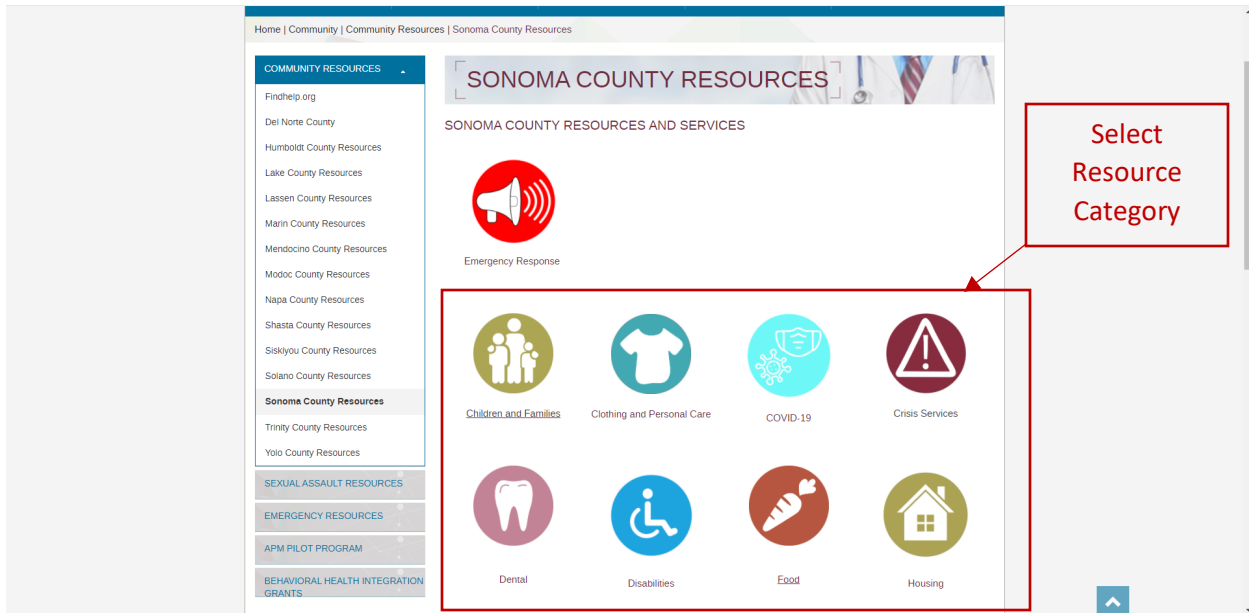 Home | Community | Community Resources | Sonoma County Resources
COMMUNITY RESOURCES
Findhelp.org
Del Norte County
Humboldt County Resources
Lake County Resources
Lassen County Resources
Marin County Resources
Mendocino County Resources
Modoc County Resources
Napa County Resources
Shasta County Resources
Siskiyou County Resources
Solano County Resources
Sonoma County Resources
Trinity County Resources
Yolo County Resources
SEXUAL ASSAULT RESOURCES
EMERGENCY RESOURCES
APM PILOT PROGRAM
BEHAVIORAL HEALTH INTEGRATION
GRANTS
SONOMA COUNTY RESOURCES
SONOMA COUNTY RESOURCES AND SERVICES
Emergency Response
Children and Families
Clothing and Personal Care
COVID-19
Crisis Services
Dental
Disabilities
Food
Housing
Select
Resource
Category